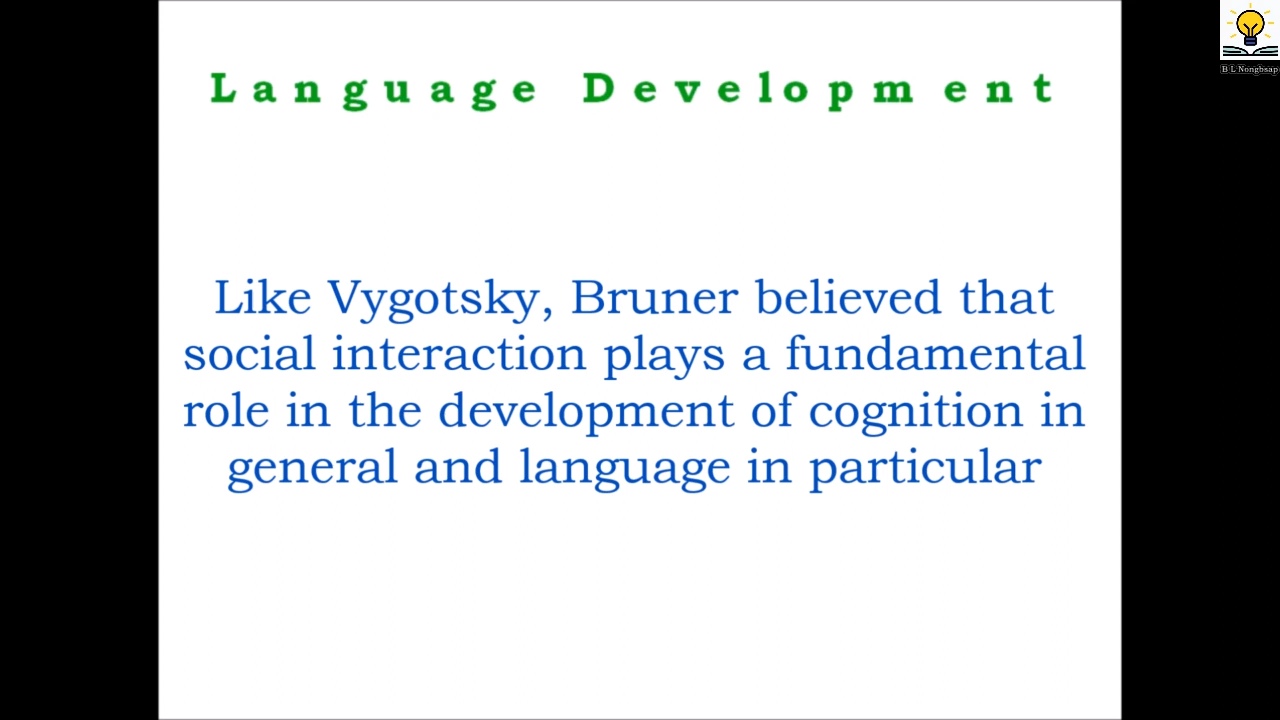 Language Development
B L Nongbsap
Like Vygotsky, Bruner believed that
social interaction plays a fundamental
role in the development of cognition in
general and language in particular